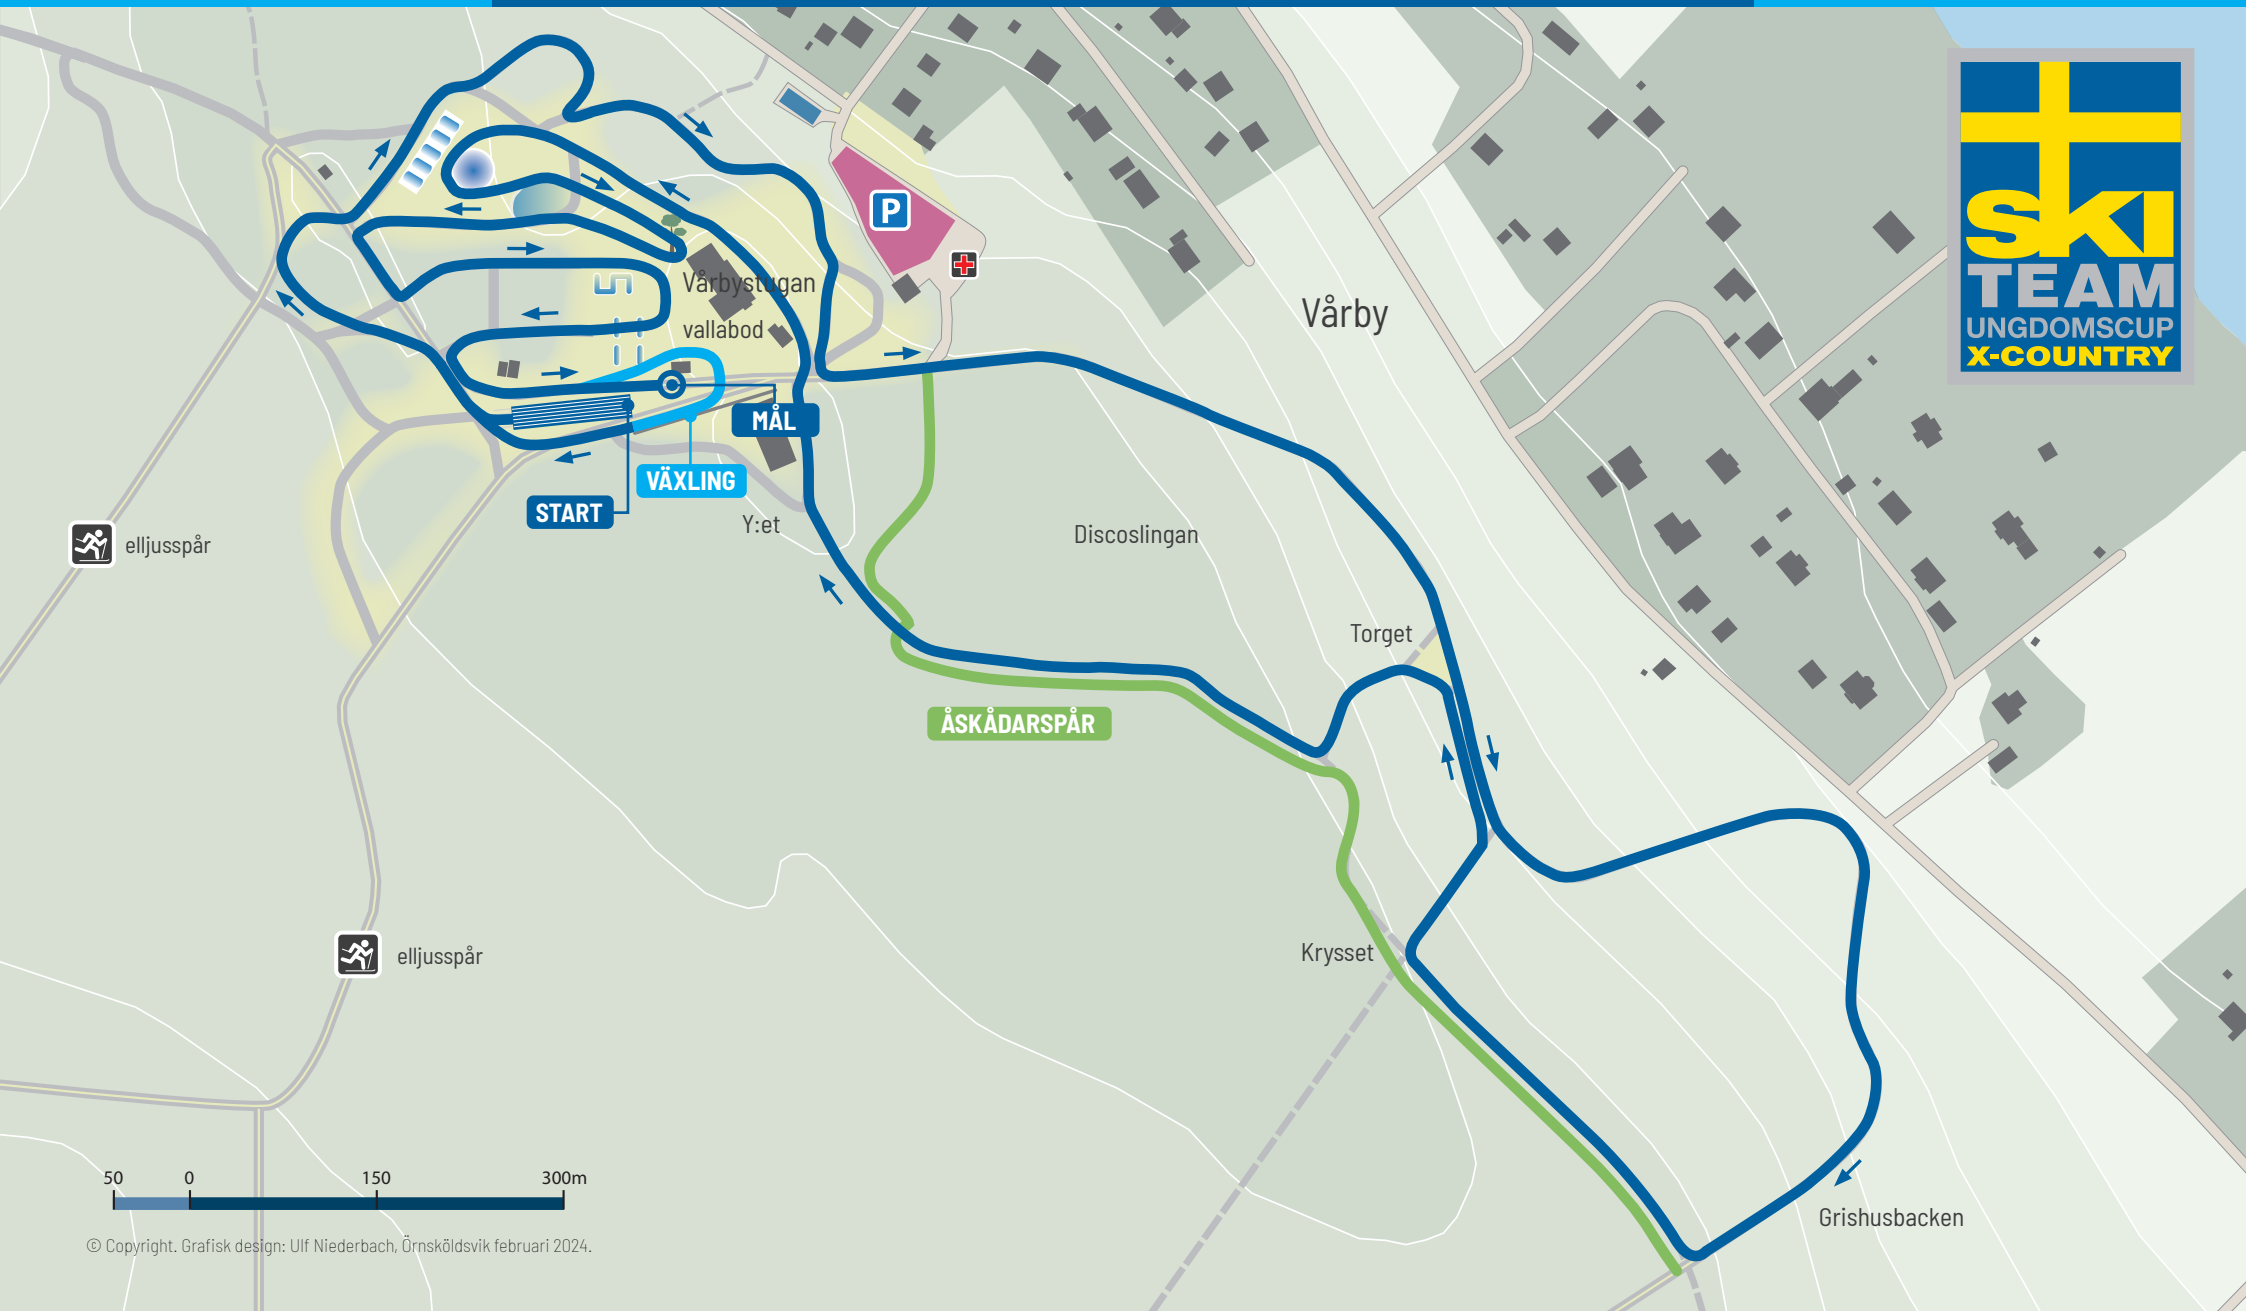 SKI
TEAM
UNGDOMSCUP
X-COUNTRY
P
Vårbystugan
vallabod
Vårby
MÅL
VÄXLING
START
Y:et
Discoslingan
elljusspår
Torget
ÅSKÅDARSPÅR
Krysset
elljusspår
Grishusbacken
50 0 150 300m
© Copyright. Grafisk design: Ulf Niederbach, Örnsköldsvik februari 2024.